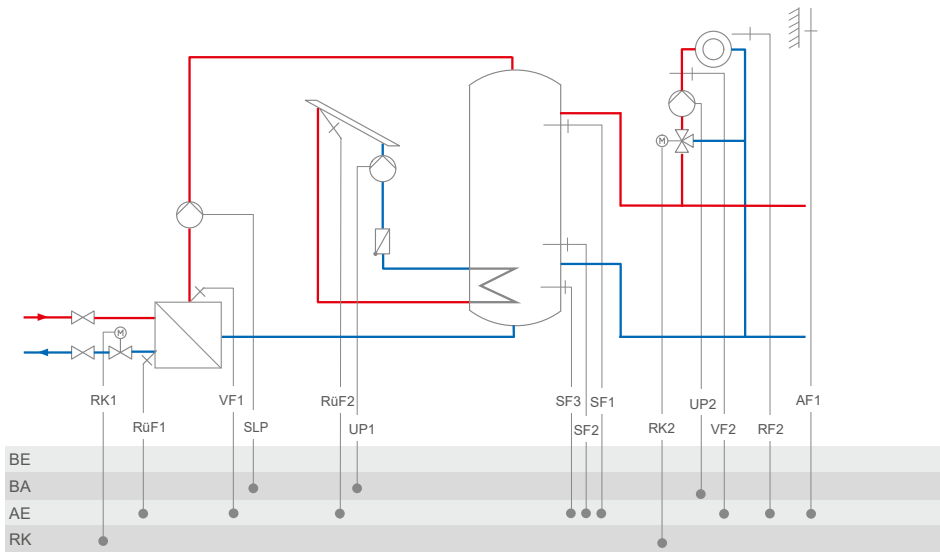 M
M
RK1
VF1
RüF2
SF3
SF1
UP2
AF1
RüF1
SLP
UP1
SF2
RK2
VF2
RF2
BE
BA
AE
RK